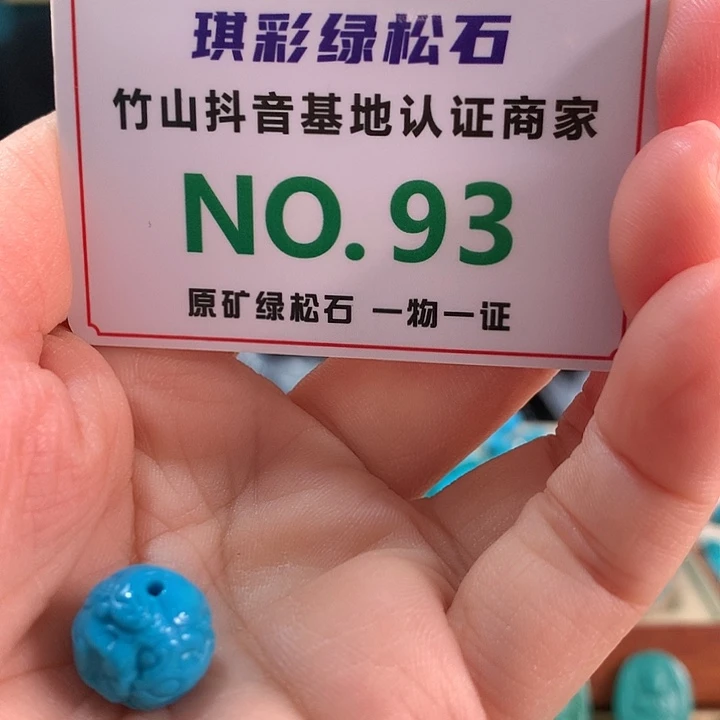 琪彩绿松石
竹山抖音基地认证商家
NO.93
原矿绿松石 一物一证